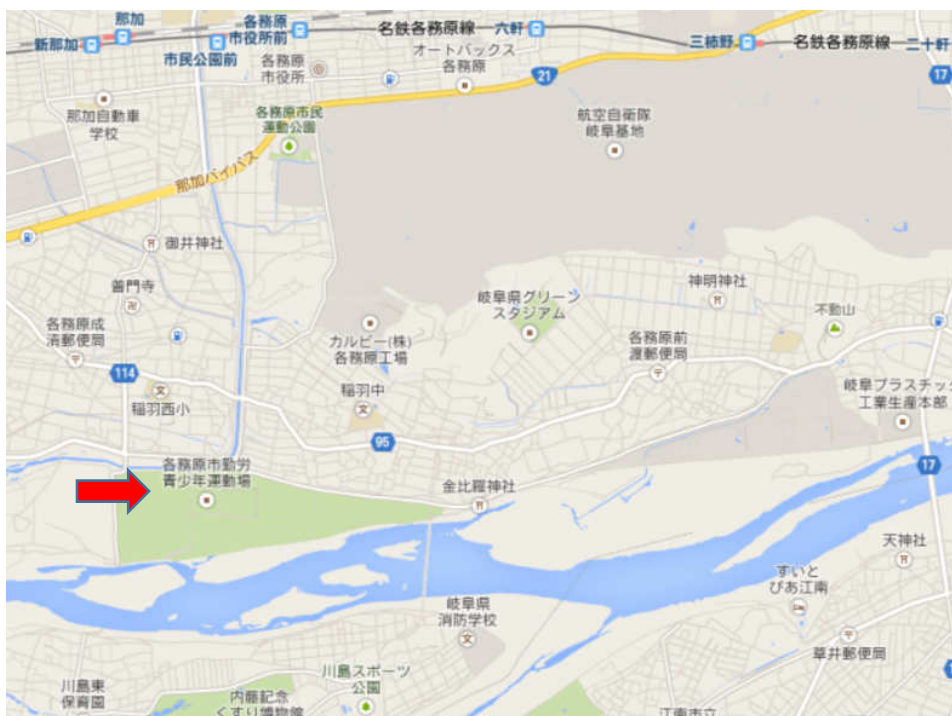 新那加
那加
各務原
市役所前
市民公園前
名鉄各務原線
六軒
三柿野
名鉄各務原線
二十軒
オートバックス
各務原
各務原
市役所
21
17
那加自動車
学校
各務原市民
運動公園
航空自衛隊
岐阜基地
那加バイパス
御井神社
普門寺
神明神社
岐阜県グリーン
スタジアム
不動山
各務原成
清郵便局
カルビー(株)
各務原工場
各務原前
渡郵便局
114
稲羽西小
稲羽中
岐阜プラスチック
工業生産本部
95
各務原市勤労
青少年運動場
17
金比羅神社
天神社
すいと
ぴあ江南
岐阜県
消防学校
草井郵便局
川島スポーツ
公園
川島東
保育園
内藤記念
くすり博物館
江南市立